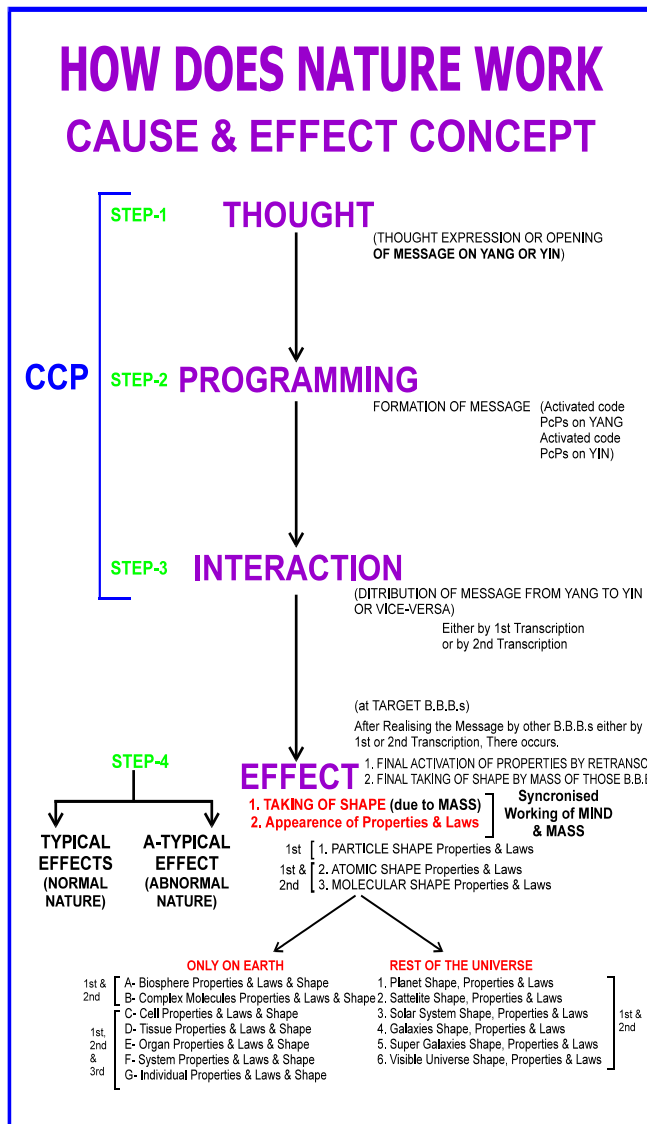 HOW DOES NATURE WORK
CAUSE & EFFECT CONCEPT
STEP-1
THOUGHT
(THOUGHT EXPRESSION OR OPENING
OF MESSAGE ON YANG OR YIN)
CCP
STEP-2
PROGRAMMING
FORMATION OF MESSAGE (Activated code
PcPs on YANG
Activated code
PcPs on YIN)
STEP-3
INTERACTION
(DITRIBUTION OF MESSAGE FROM YANG TO YIN
OR VICE-VERSA)
Either by 1st Transcription
or by 2nd Transcription
(at TARGET B.B.B.s)
After Realising the Message by other B.B.B.s either by
1st or 2nd Transcription, There occurs.
STEP-4
EFFECT
1. FINAL ACTIVATION OF PROPERTIES BY RETRANSC
2. FINAL TAKING OF SHAPE BY MASS OF THOSE B.B.B
1. TAKING OF SHAPE (due to MASS)
2. Appearence of Properties & Laws
Syncronised
Working of MIND
& MASS
TYPICAL
EFFECTS
(NORMAL
NATURE)
A-TYPICAL
EFFECT
(ABNORMAL
NATURE)
1st
1. PARTICLE SHAPE Properties & Laws
1st &
2nd
2. ATOMIC SHAPE Properties & Laws
3. MOLECULAR SHAPE Properties & Laws
ONLY ON EARTH
1st &
2nd
A- Biosphere Properties & Laws & Shape
B- Complex Molecules Properties & Laws & Shape
1st,
2nd
&
3rd
C- Cell Properties & Laws & Shape
D- Tissue Properties & Laws & Shape
E- Organ Properties & Laws & Shape
F- System Properties & Laws & Shape
G- Individual Properties & Laws & Shape
REST OF THE UNIVERSE
1. Planet Shape, Properties & Laws
2. Sattelite Shape, Properties & Laws
3. Solar System Shape, Properties & Laws
4. Galaxies Shape, Properties & Laws
5. Super Galaxies Shape, Properties & Laws
6. Visible Universe Shape, Properties & Laws
1st &
2nd